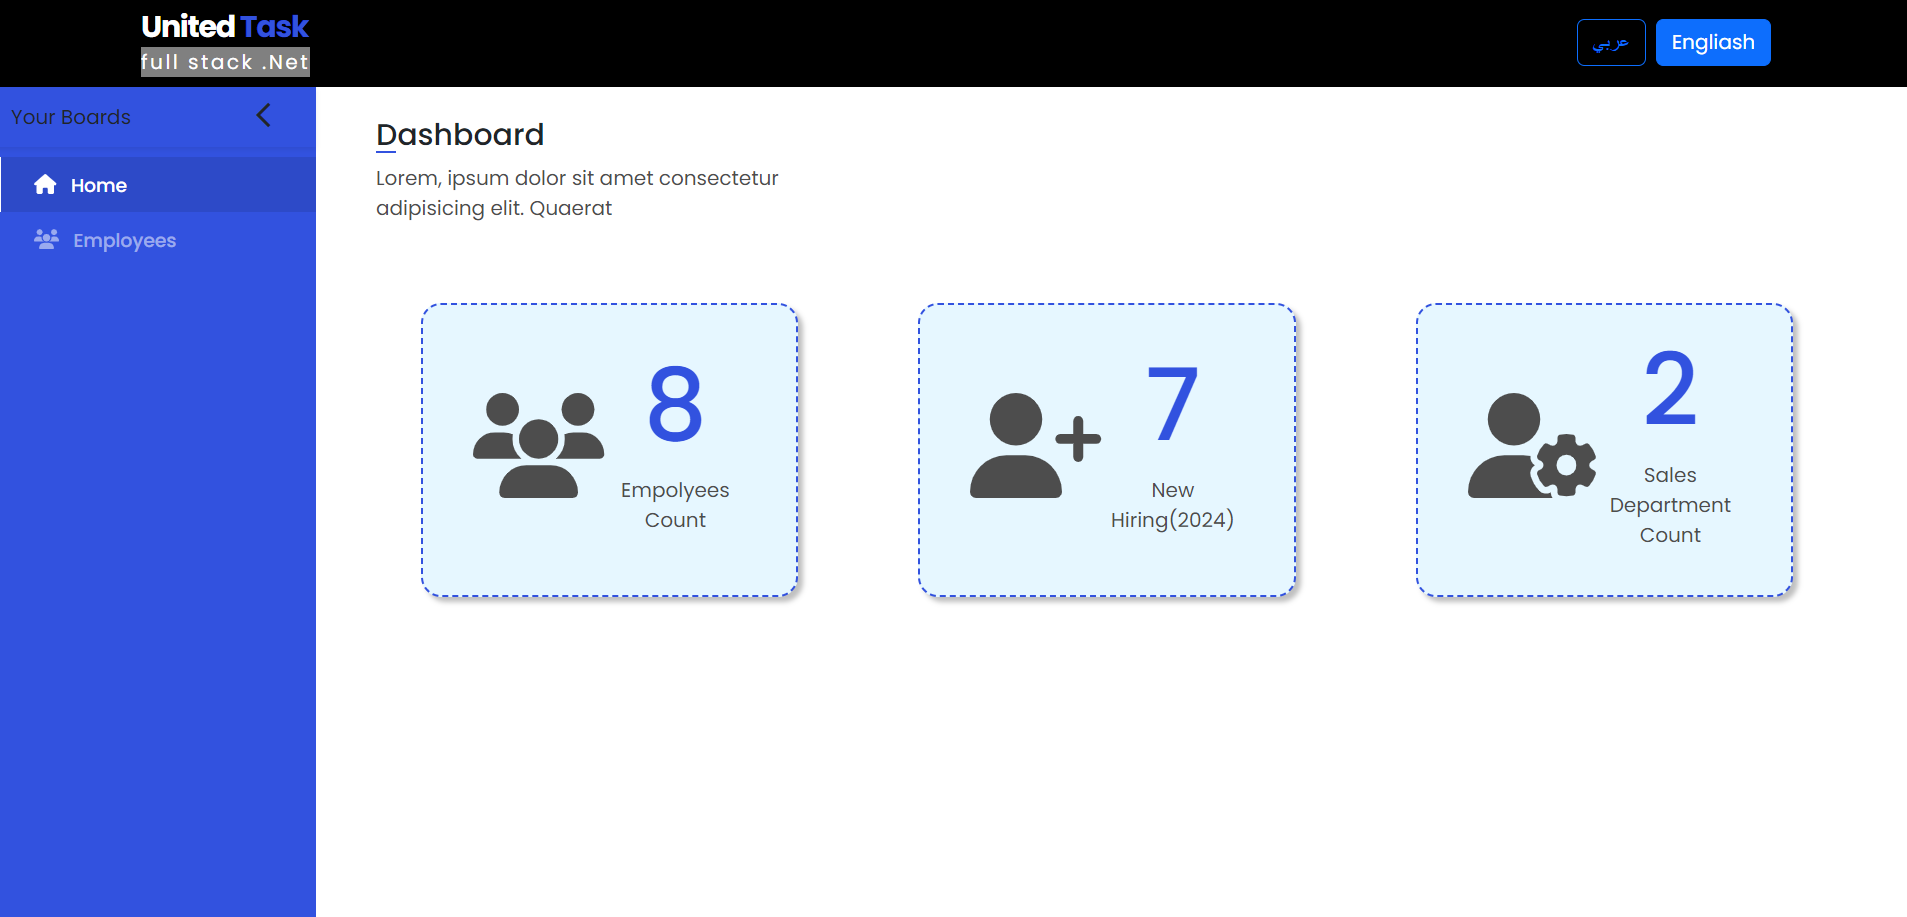 United Task
full stack .Net
عربي
Engliash
Your Boards
Home
Employees
Dashboard
Lorem, ipsum dolor sit amet consectetur
adipisicing elit. Quaerat
8
Empolyees
Count
7
New
Hiring(2024)
2
Sales
Department
Count